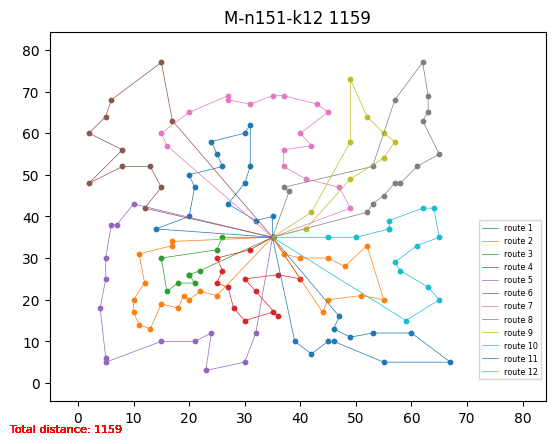 M-n151-k12 1159
80
70
60
50
40
30
20
10
0
route 1
route 2
route 3
route 4
route 5
route 6
route 7
route 8
route 9
route 10
route 11
route 12
0 10 20 30 40 50 60 70 80
Total distance: 1159